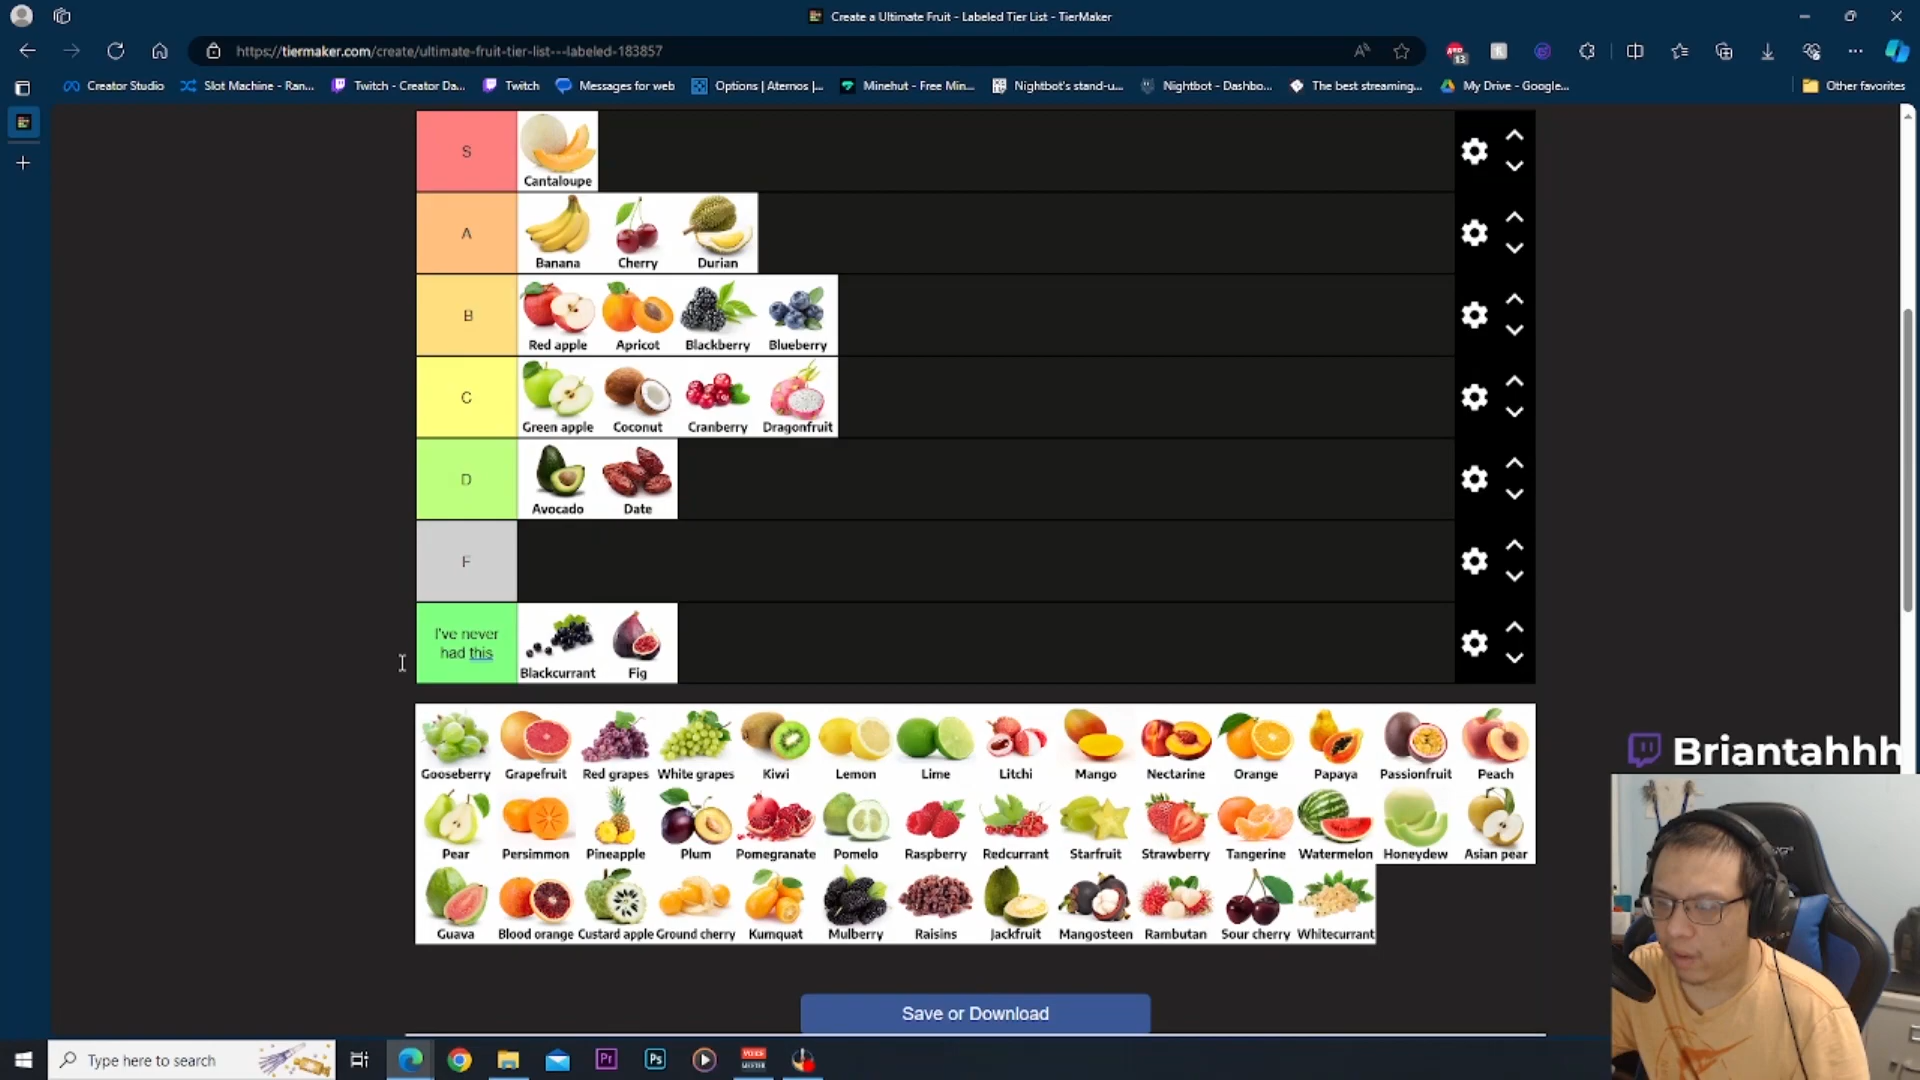 Create a Ultimate Fruit - Labeled Tier List - TierMaker
https://tiermaker.com/create/ultimate-fruit-tier-list---labeled-183857
13
Creator Studio
Slot Machine - Ran...
Twitch - Creator Da...
Twitch
Messages for web
Options | Aternos |...
Minehut - Free Min...
Nightbot's stand-u...
Nightbot - Dashbo...
The best streaming...
My Drive - Google...
Other favorites
S
Cantaloupe
A
Banana Cherry Durian
B
Red apple Apricot Blackberry Blueberry
C
Green apple Coconut Cranberry Dragonfruit
D
Avocado Date
F
I've never
had this
Blackcurrant Fig
Gooseberry Grapefruit Red grapes White grapes Kiwi Lemon Lime Litchi Mango Nectarine Orange Papaya Passionfruit Peach
Pear Persimmon Pineapple Plum Pomegranate Pomelo Raspberry Redcurrant Starfruit Strawberry Tangerine Watermelon Honeydew Asian pear
Guava Blood orange Custard apple Ground cherry Kumquat Mulberry Raisins Jackfruit Mangosteen Rambutan Sour cherry Whitecurrant
Briantahhh
Save or Download
Type here to search
Pr
Ps
VOICE
MEETER